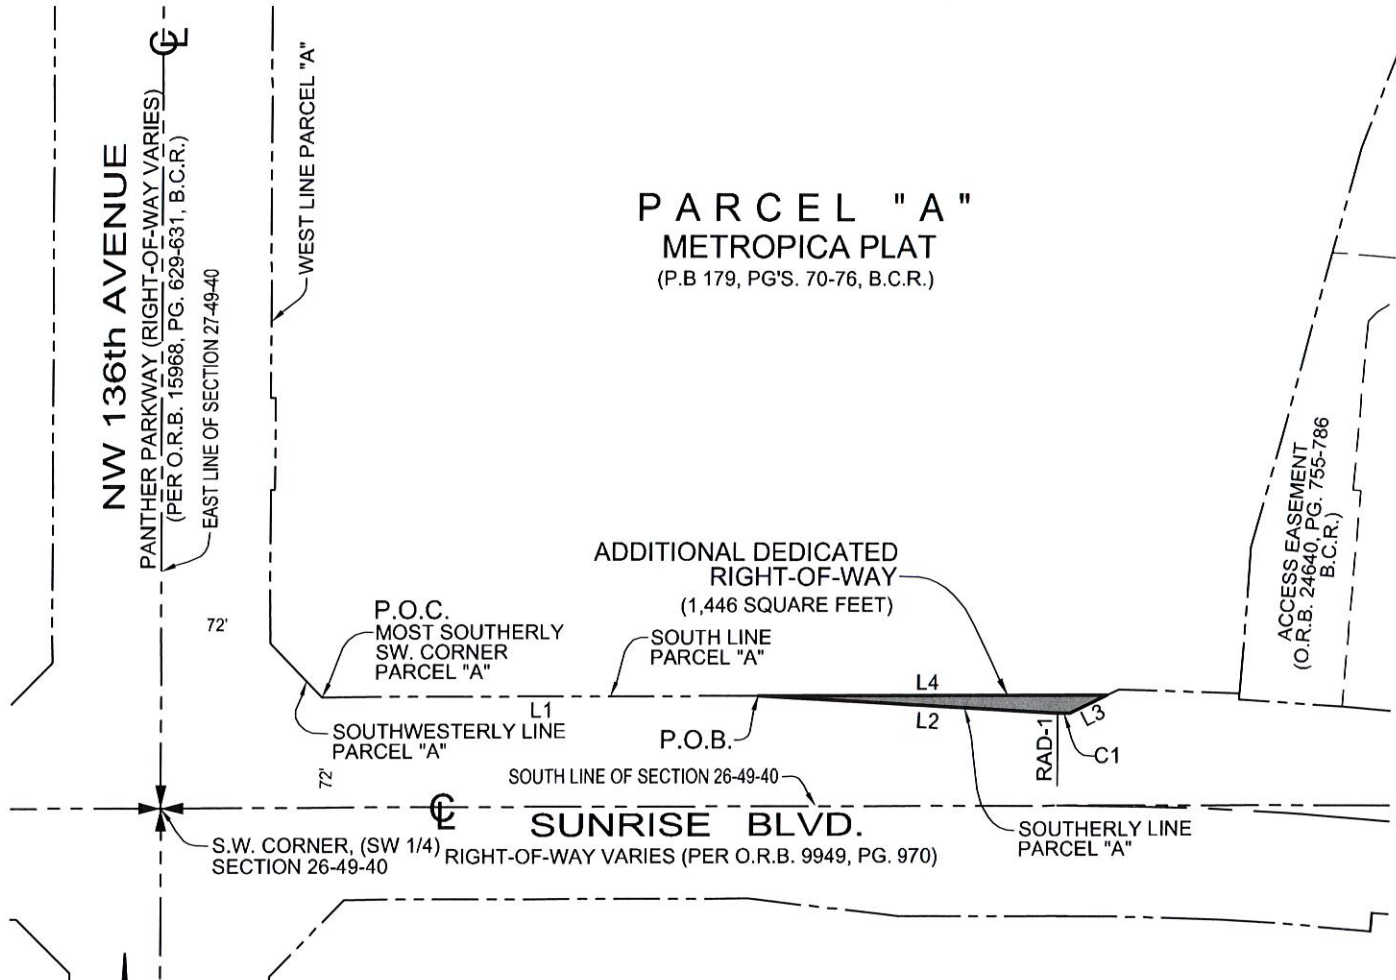 NW 136th AVENUE
PANTHER PARKWAY (RIGHT-OF-WAY VARIES)
(PER O.R.B. 15968, PG. 629-631, B.C.R.)
EAST LINE OF SECTION 27-49-40
CL
WEST LINE PARCEL "A"
PARCEL "A"
METROPICA PLAT
(P.B 179, PG'S. 70-76, B.C.R.)
ACCESS EASEMENT
(O.R.B. 24640, PG. 755-786
B.C.R.)
ADDITIONAL DEDICATED
RIGHT-OF-WAY
(1,446 SQUARE FEET)
72'
P.O.C.
MOST SOUTHERLY
SW. CORNER
PARCEL "A"
SOUTH LINE
PARCEL "A"
L4
L1
L2
L3
SOUTHWESTERLY LINE
PARCEL "A"
P.O.B.
RAD-1
C1
72'
SOUTH LINE OF SECTION 26-49-40
CL
SUNRISE BLVD.
RIGHT-OF-WAY VARIES (PER O.R.B. 9949, PG. 970)
SOUTHERLY LINE
PARCEL "A"
S.W. CORNER, (SW 1/4)
SECTION 26-49-40